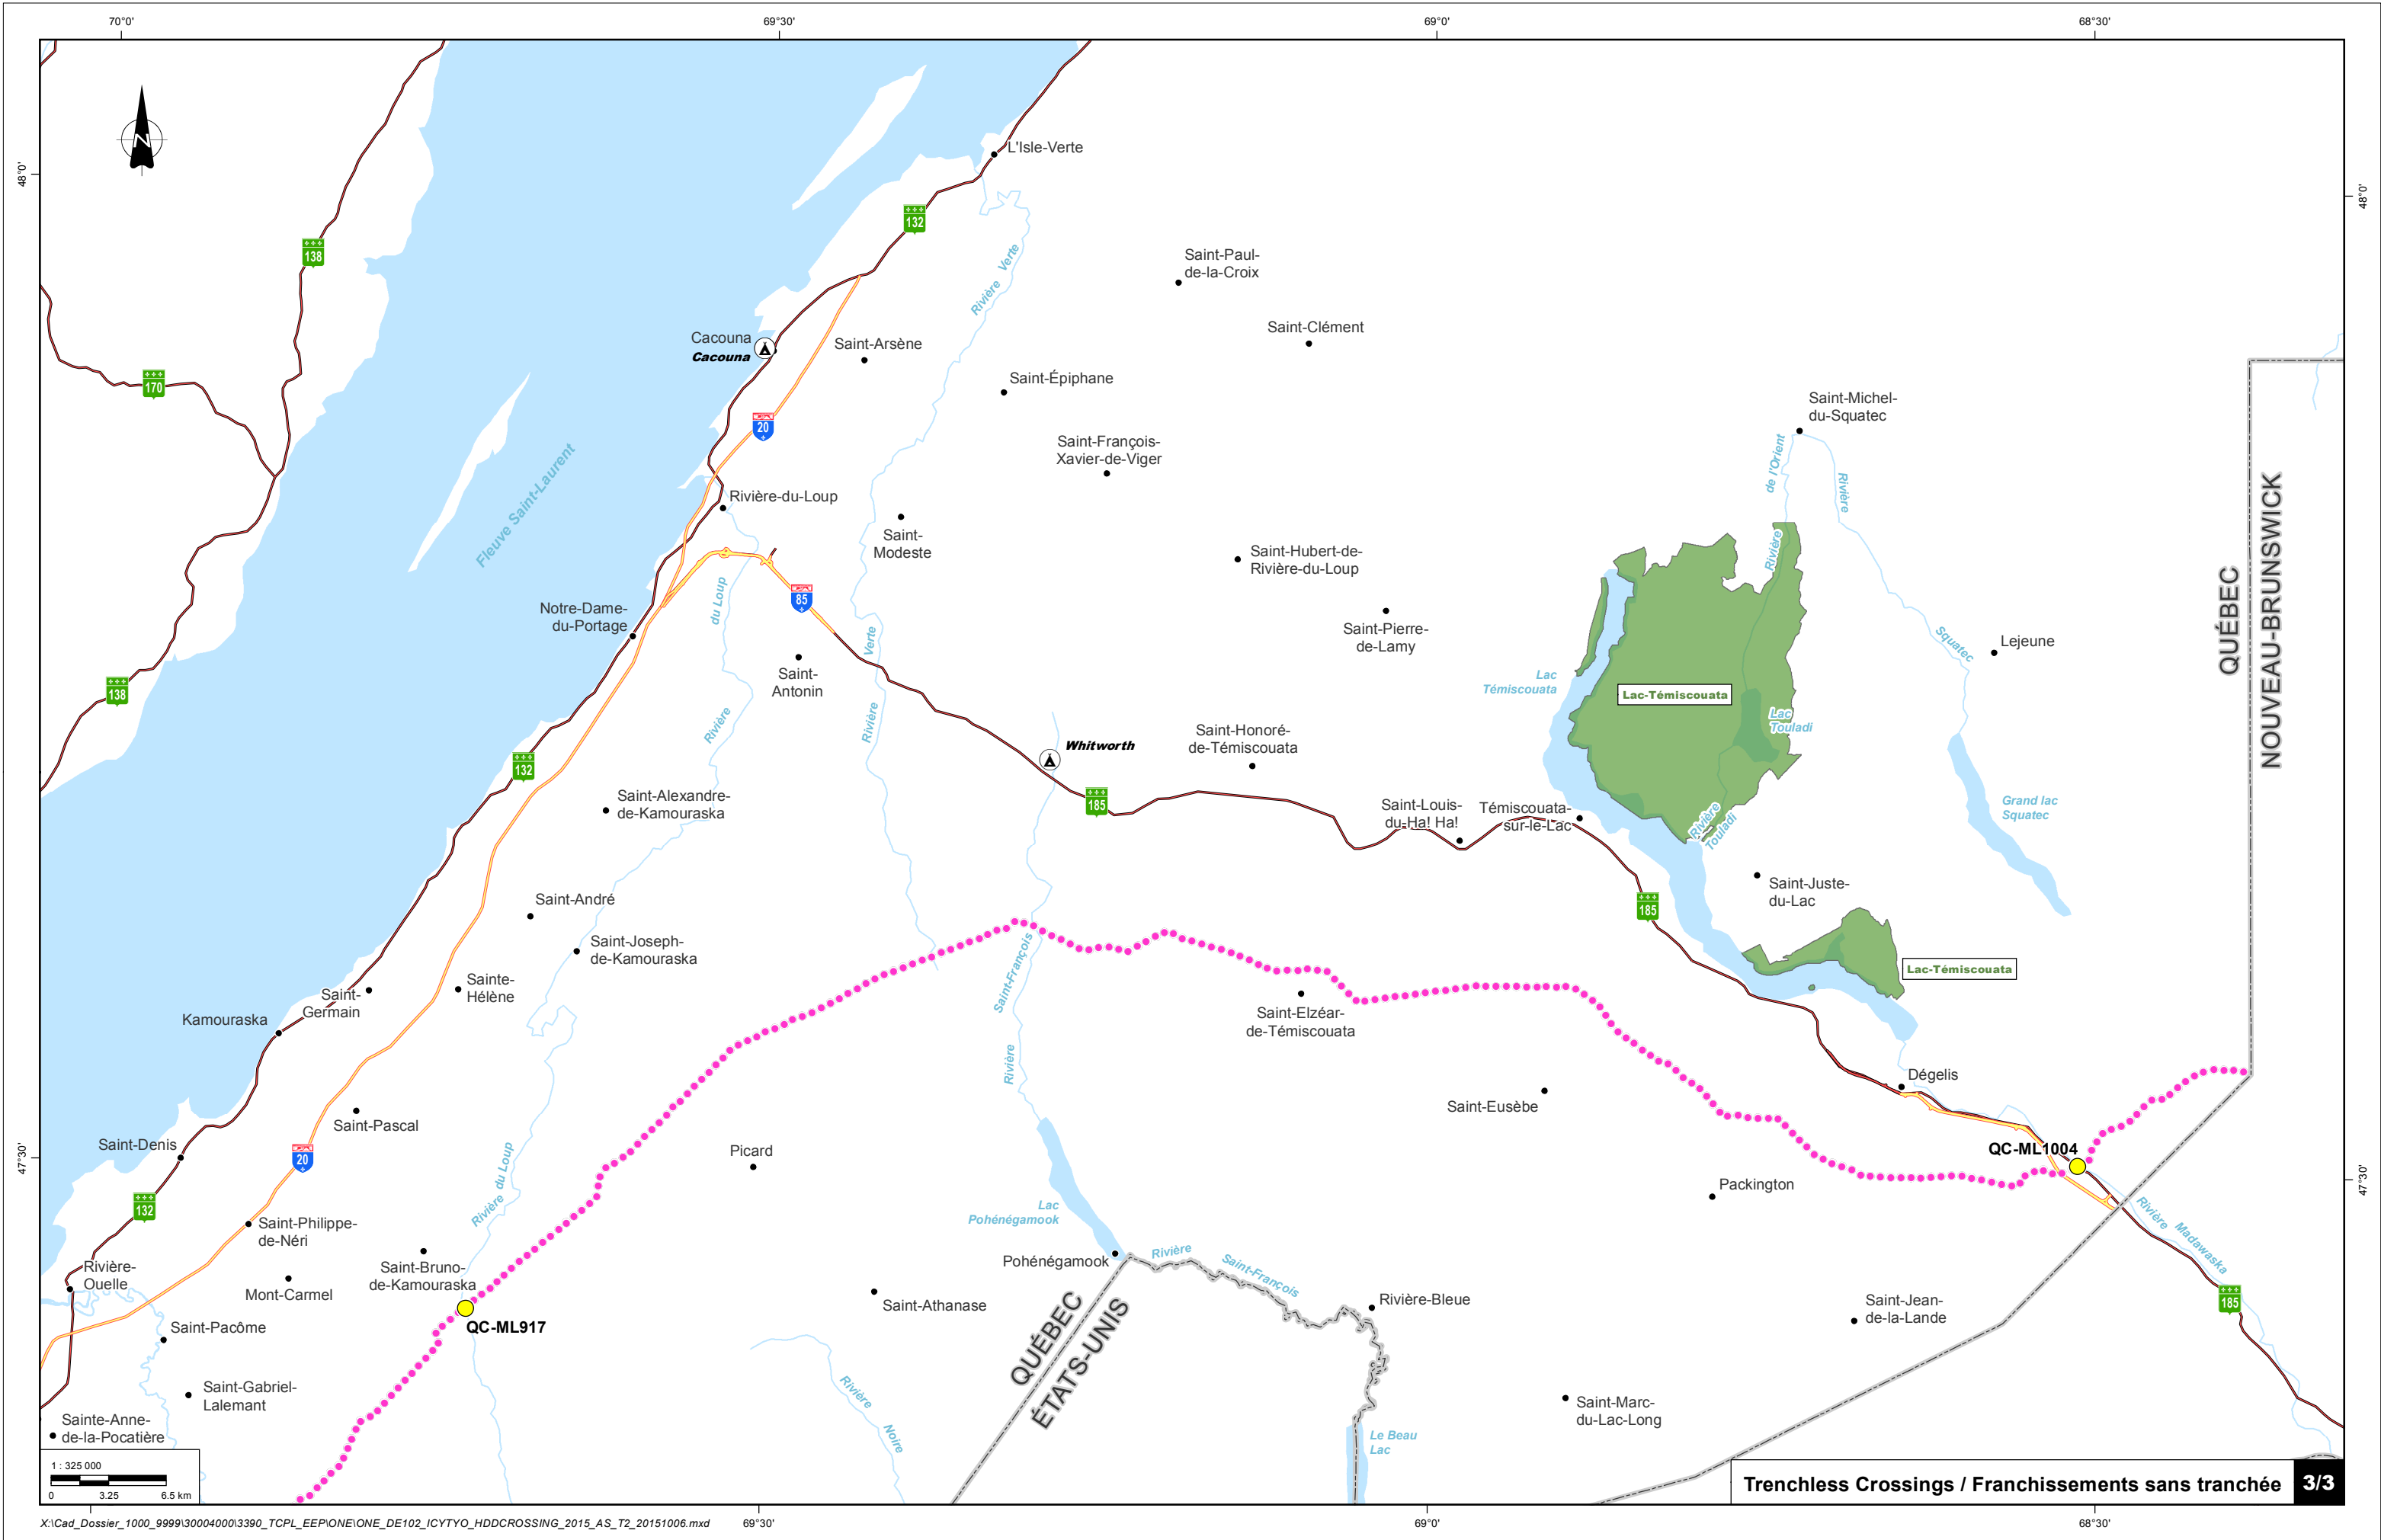 70°0'
69°30'
69°0'
68°30'
48°0'
48°0'
N
L'Isle-Verte
132
138
Rivière Verte
Saint-Paul-
de-la-Croix
Saint-Clément
Cacouna
Cacouna
Saint-Arsène
170
Saint-Épiphane
20
Saint-Michel-
du-Squatec
Saint-François-
Xavier-de-Viger
Fleuve Saint-Laurent
Rivière-du-Loup
Saint-
Modeste
Rivière de l'Orient
Rivière Squatec
QUÉBEC
NOUVEAU-BRUNSWICK
Saint-Hubert-de-
Rivière-du-Loup
85
Notre-Dame-
du-Portage
Rivière du Loup
Rivière Verte
Saint-Pierre-
de-Lamy
Lejeune
Saint-
Antonin
138
Lac
Témiscouata
Lac-Témiscouata
Lac
Touladi
Whitworth
Saint-Honoré-
de-Témiscouata
132
Saint-Alexandre-
de-Kamouraska
185
Saint-Louis-
du-Ha! Ha!
Témiscouata-
sur-le-Lac
Rivière
Touladi
Grand lac
Squatec
Saint-Juste-
du-Lac
Saint-André
185
Saint-Joseph-
de-Kamouraska
Lac-Témiscouata
Sainte-
Hélène
Saint-
Germain
Rivière Saint-François
Kamouraska
Saint-Elzéar-
de-Témiscouata
Dégelis
Saint-Eusèbe
Saint-Pascal
Saint-Denis
47°30'
20
Picard
QC-ML1004
47°30'
Packington
132
Rivière du Loup
Lac
Pohénégamook
Saint-Philippe-
de-Néri
Rivière Madawaska
Pohénégamook
Rivière Saint-François
Rivière-
Ouelle
Saint-Bruno-
de-Kamouraska
Mont-Carmel
Saint-Athanase
Rivière-Bleue
Saint-Jean-
de-la-Lande
185
QC-ML917
Saint-Pacôme
QUÉBEC
ÉTATS-UNIS
Saint-Gabriel-
Lalemant
Rivière Noire
Saint-Marc-
du-Lac-Long
Sainte-Anne-
de-la-Pocatière
Le Beau
Lac
1 : 325 000
0 3.25 6.5 km
Trenchless Crossings / Franchissements sans tranchée 3/3
X:\Cad_Dossier_1000_9999\30004000\3390_TCPL_EEP\ONE\ONE_DE102_ICYTYO_HDDCROSSING_2015_AS_T2_20151006.mxd
69°30'
69°0'
68°30'